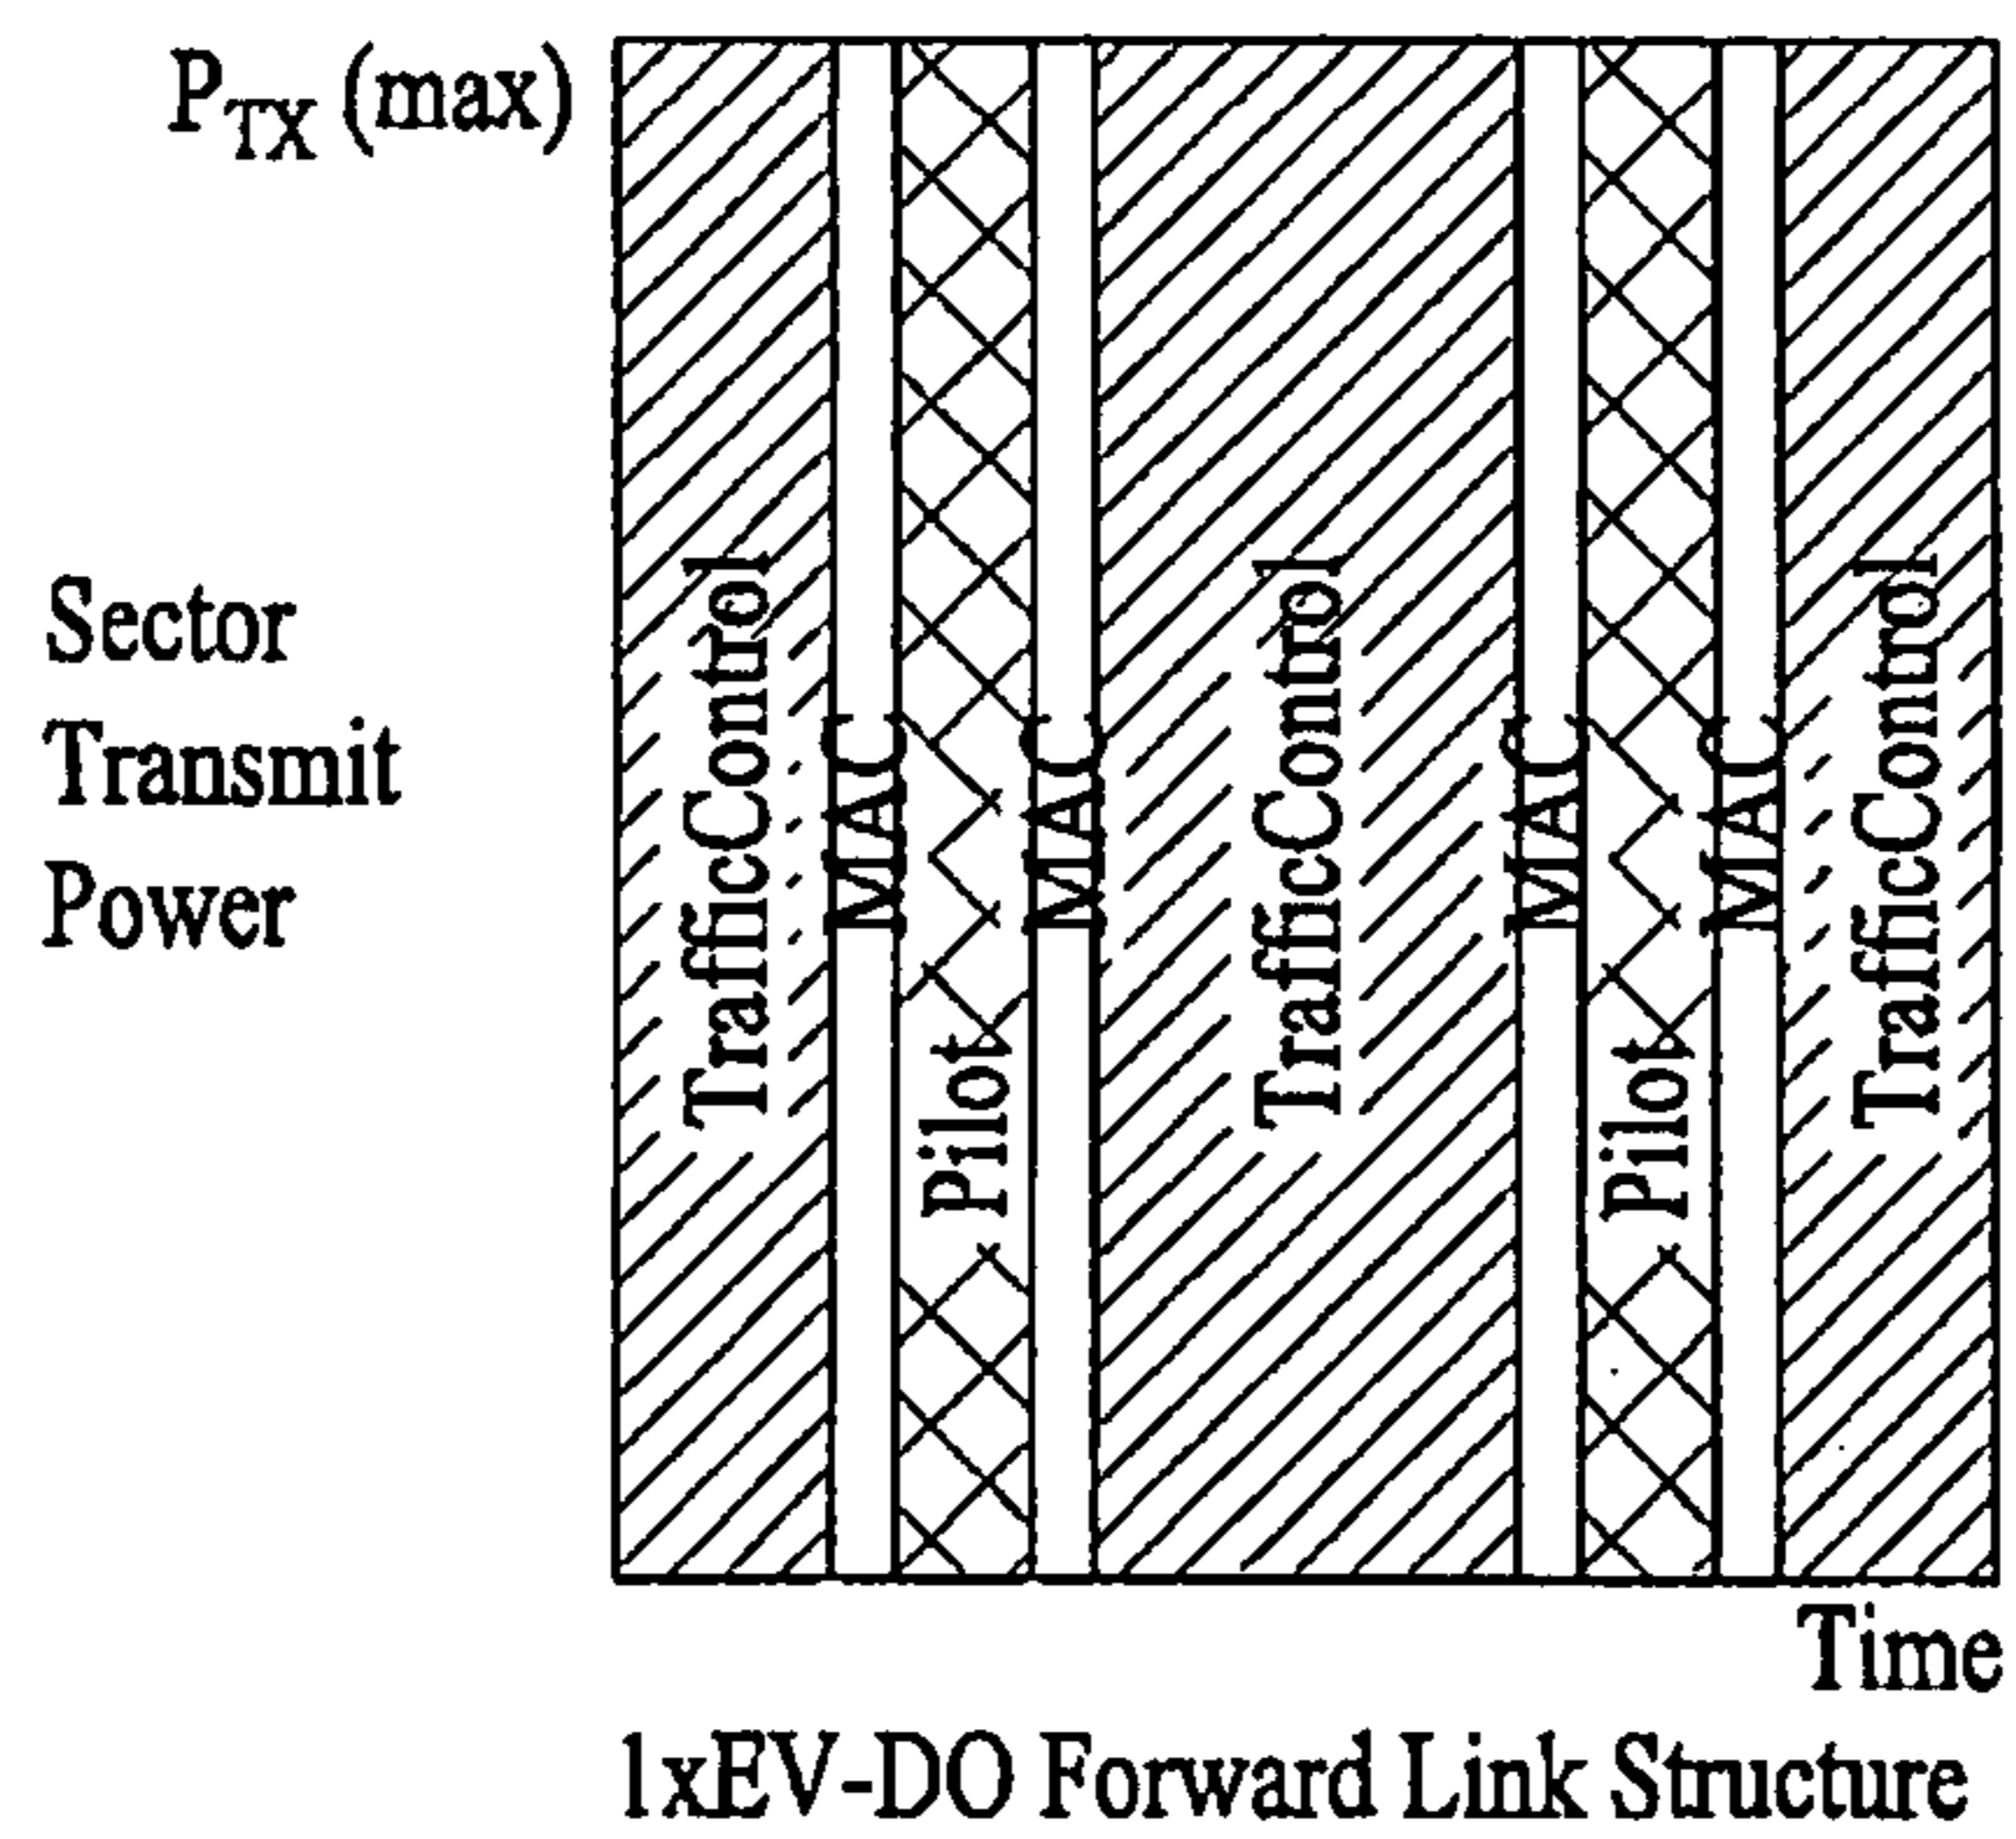 P_TX (max)
Sector
Transmit
Power
TrafficControl
MAC
Pilot
MAC
TrafficControl
MAC
Pilot
MAC
TrafficControl
Time
1xEV-DO Forward Link Structure